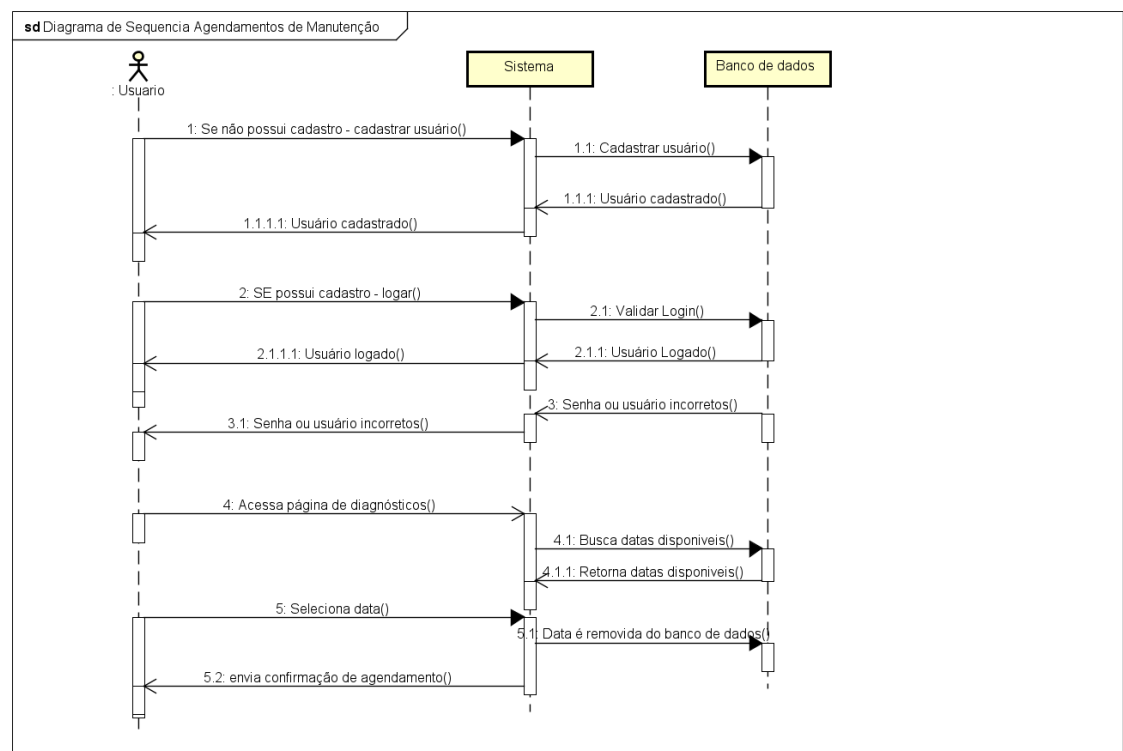 sd Diagrama de Sequencia Agendamentos de Manutenção
: Usuario
Sistema
Banco de dados
1: Se não possui cadastro - cadastrar usuário()
1.1: Cadastrar usuário()
1.1.1: Usuário cadastrado()
1.1.1.1: Usuário cadastrado()
2: SE possui cadastro - logar()
2.1: Validar Login()
2.1.1: Usuário Logado()
2.1.1.1: Usuário logado()
3: Senha ou usuário incorretos()
3.1: Senha ou usuário incorretos()
4: Acessa página de diagnósticos()
4.1: Busca datas disponiveis()
4.1.1: Retorna datas disponiveis()
5: Seleciona data()
5.1: Data é removida do banco de dados()
5.2: envia confirmação de agendamento()